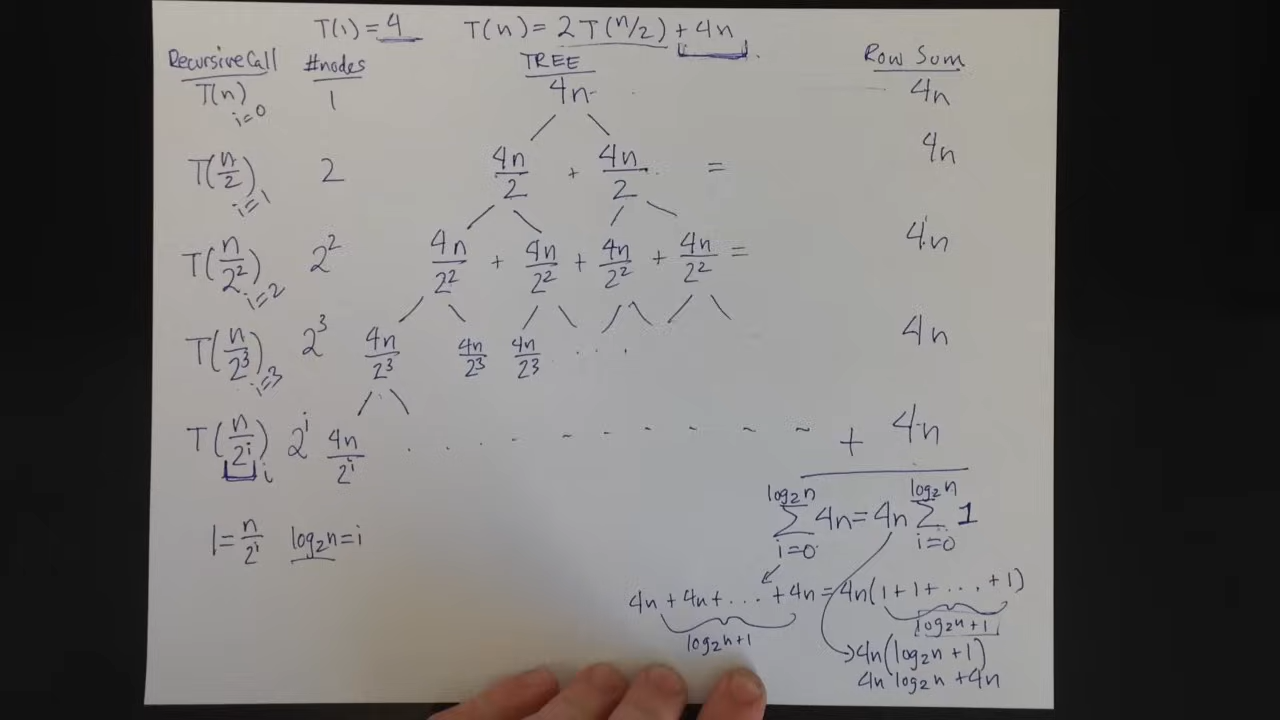 T(1)=4 T(n)=2T(n/2)+4n.
Recursive Call #nodes TREE Row Sum
T(n) i=0 1 4n 4n
T(n/2) i=1 2 4n/2 + 4n/2 = 4n
T(n/2²) i=2 2² 4n/2² + 4n/2² + 4n/2² + 4n/2² = 4n
T(n/2³) i=3 2³ 4n/2³ 4n/2³ 4n/2³ ... 4n
T(n/2ⁱ) i 2ⁱ 4n/2ⁱ . . . - - - - - - - - + 4n
1=n/2ⁱ log₂n=i
∑_{i=0}^{log₂n} 4n=4n ∑_{i=0}^{log₂n} 1
4n+4n+...+4n=4n(1+1+...+1)
log₂n+1 log₂n+1
4n(log₂n+1)
4n log₂n+4n